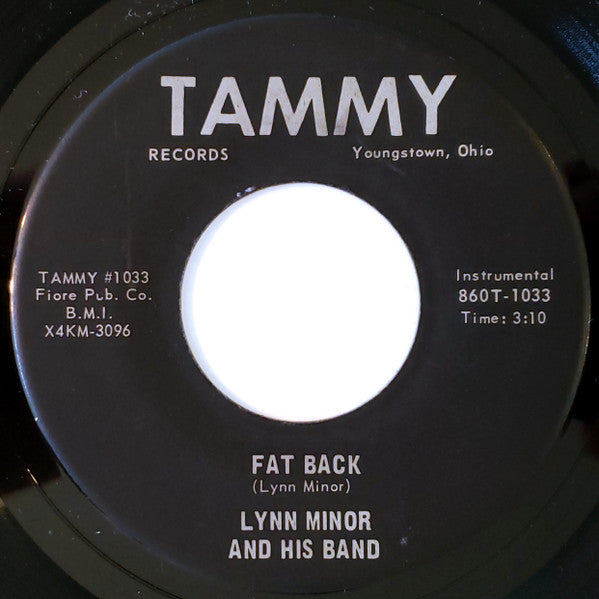 TAMMY
RECORDS Youngstown, Ohio
TAMMY #1033
Fiore Pub. Co.
B.M.I.
X4KM-3096
Instrumental
860T-1033
Time: 3:10
FAT BACK
(Lynn Minor)
LYNN MINOR
AND HIS BAND